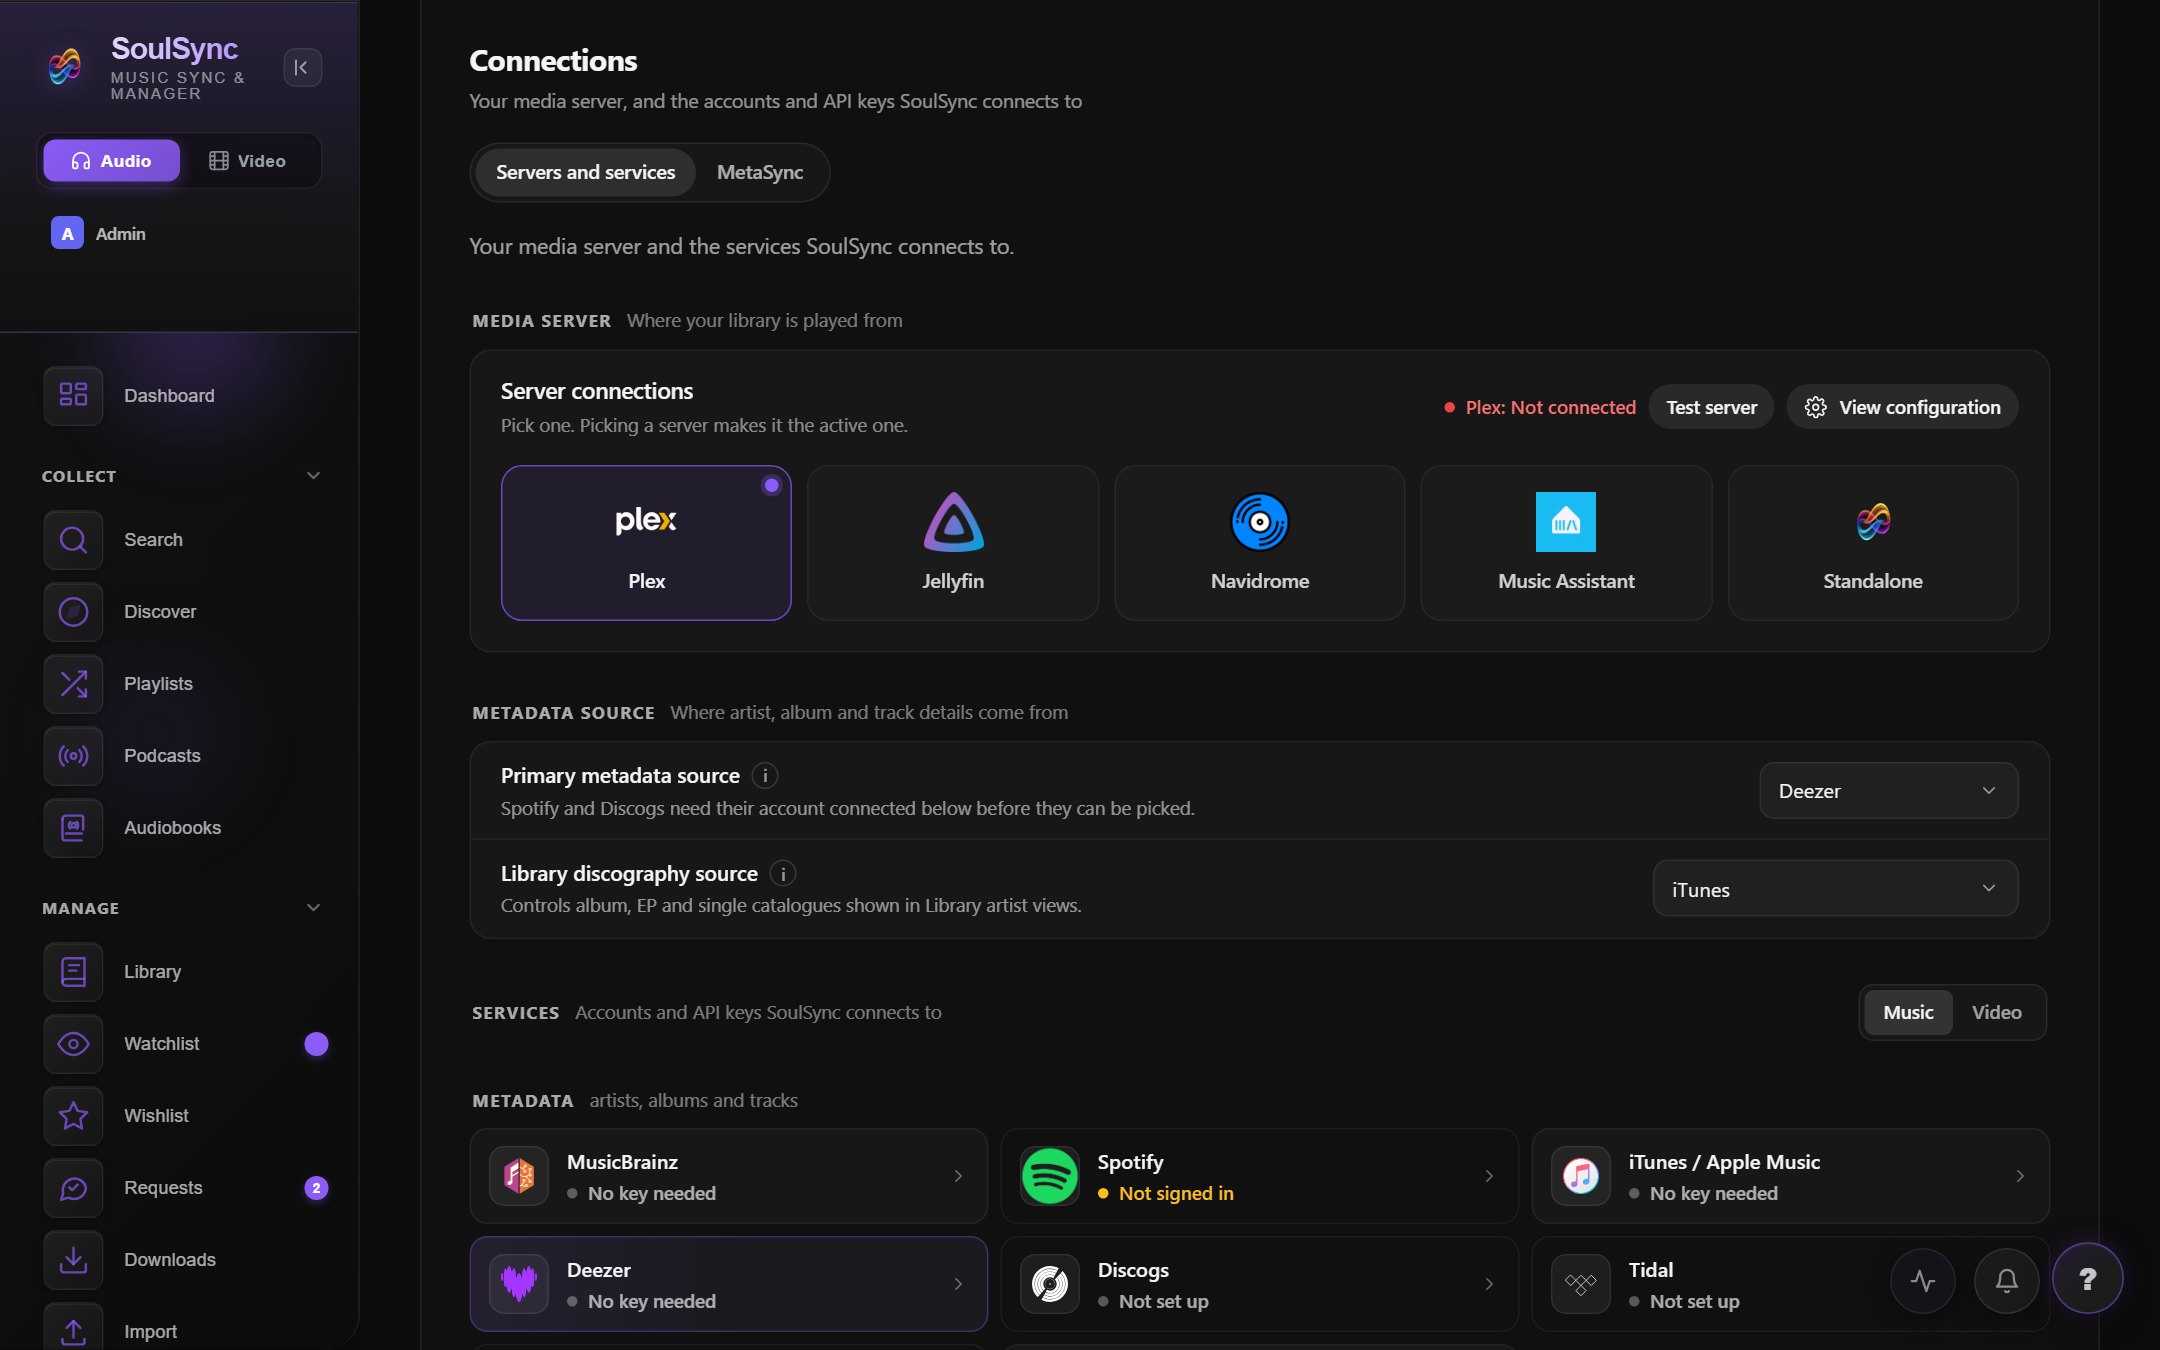 SoulSync
MUSIC SYNC &
MANAGER
Audio
Video
A
Admin
Dashboard
COLLECT
Search
Discover
Playlists
Podcasts
Audiobooks
MANAGE
Library
Watchlist
Wishlist
Requests
2
Downloads
Import
Connections
Your media server, and the accounts and API keys SoulSync connects to
Servers and services
MetaSync
Your media server and the services SoulSync connects to.
MEDIA SERVER Where your library is played from
Server connections
Pick one. Picking a server makes it the active one.
Plex: Not connected
Test server
View configuration
plex
Plex
Jellyfin
Navidrome
Music Assistant
Standalone
METADATA SOURCE Where artist, album and track details come from
Primary metadata source i
Spotify and Discogs need their account connected below before they can be picked.
Deezer
Library discography source i
Controls album, EP and single catalogues shown in Library artist views.
iTunes
SERVICES Accounts and API keys SoulSync connects to
Music
Video
METADATA artists, albums and tracks
MusicBrainz
No key needed
Spotify
Not signed in
iTunes / Apple Music
No key needed
Deezer
No key needed
Discogs
Not set up
Tidal
Not set up
?